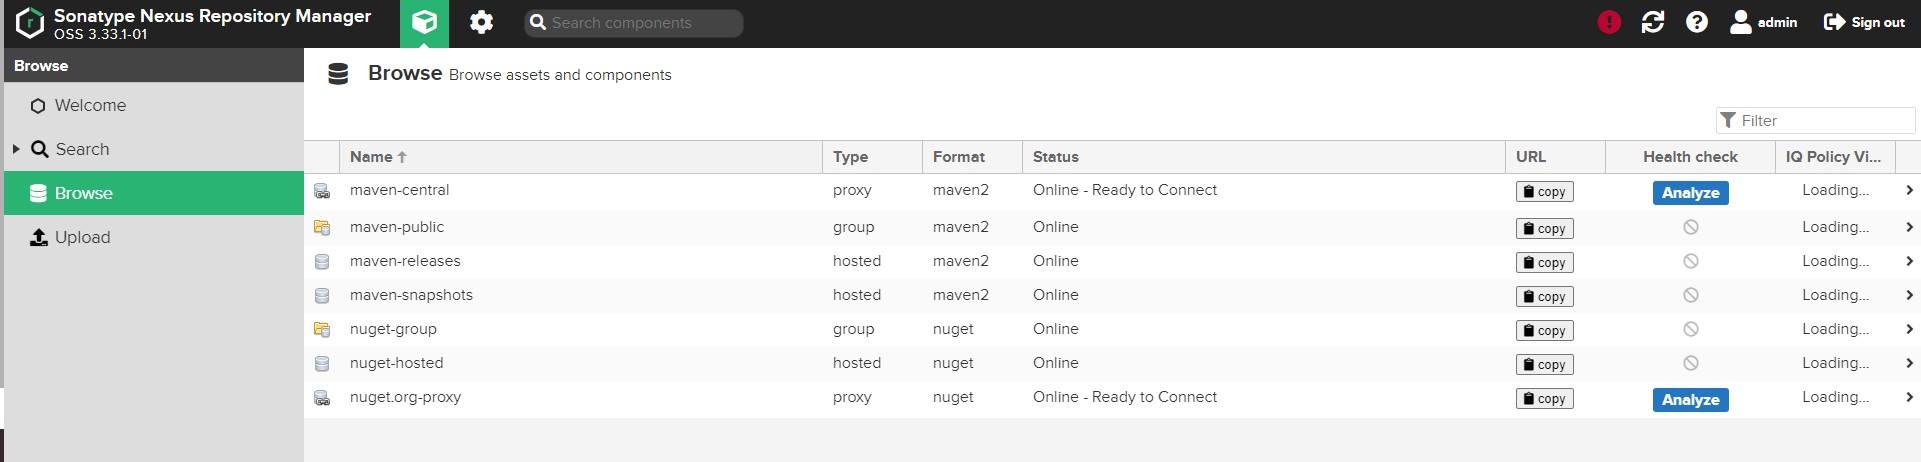 Sonatype Nexus Repository Manager
OSS 3.33.1-01
Search components
admin
Sign out
Browse
Welcome
Search
Browse
Upload
Browse Browse assets and components
Filter
Name Type Format Status URL Health check IQ Policy Vi...
maven-central proxy maven2 Online - Ready to Connect copy Analyze Loading...
maven-public group maven2 Online copy Loading...
maven-releases hosted maven2 Online copy Loading...
maven-snapshots hosted maven2 Online copy Loading...
nuget-group group nuget Online copy Loading...
nuget-hosted hosted nuget Online copy Loading...
nuget.org-proxy proxy nuget Online - Ready to Connect copy Analyze Loading...